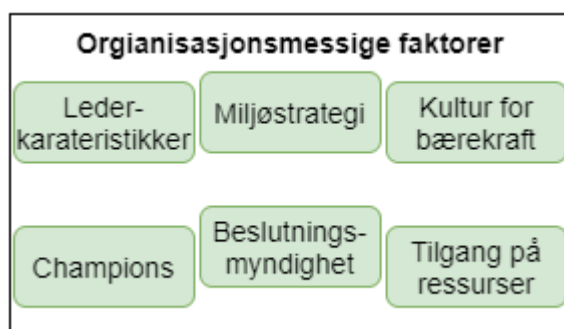 Orgianisasjonsmessige faktorer
Leder-
karateristikker
Miljøstrategi
Kultur for
bærekraft
Champions
Beslutnings-
myndighet
Tilgang på
ressurser